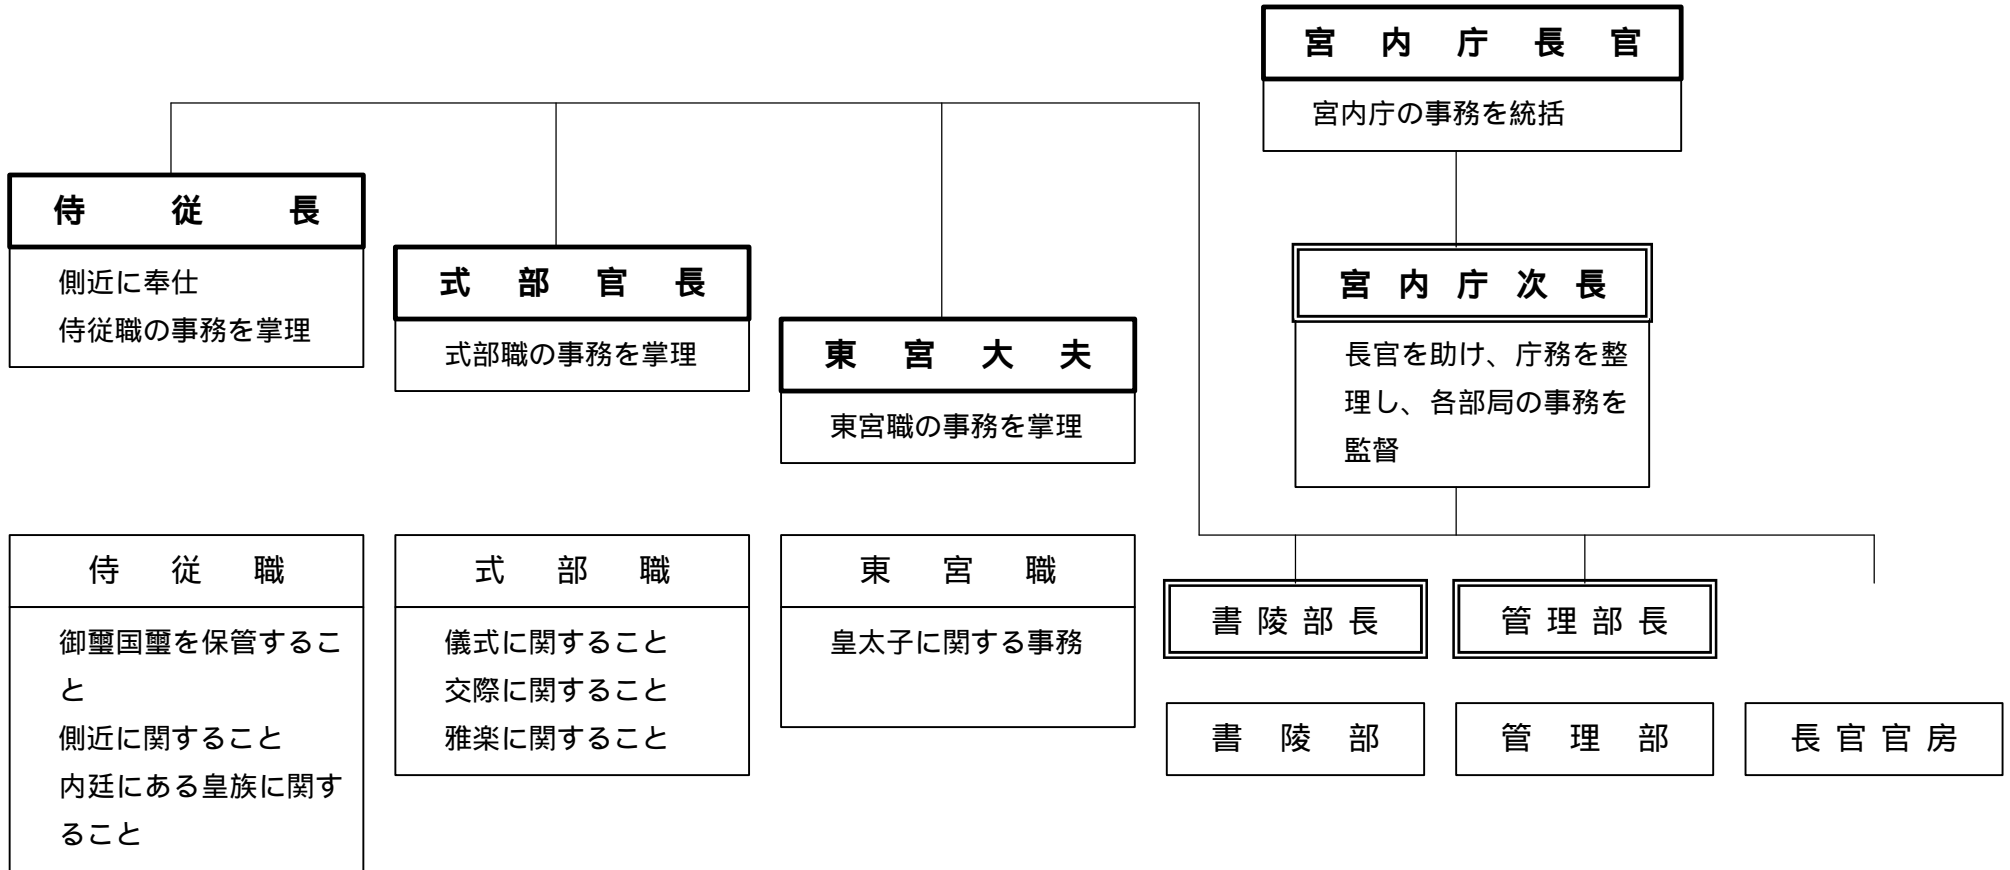 宮内庁長官
宮内庁の事務を統括
侍従長
側近に奉仕
侍従職の事務を掌理
式部官長
式部職の事務を掌理
東宮大夫
東宮職の事務を掌理
宮内庁次長
長官を助け、庁務を整
理し、各部局の事務を
監督
侍従職
御璽国璽を保管するこ
と
側近に関すること
内廷にある皇族に関す
ること
式部職
儀式に関すること
交際に関すること
雅楽に関すること
東宮職
皇太子に関する事務
書陵部長
管理部長
書陵部
管理部
長官官房